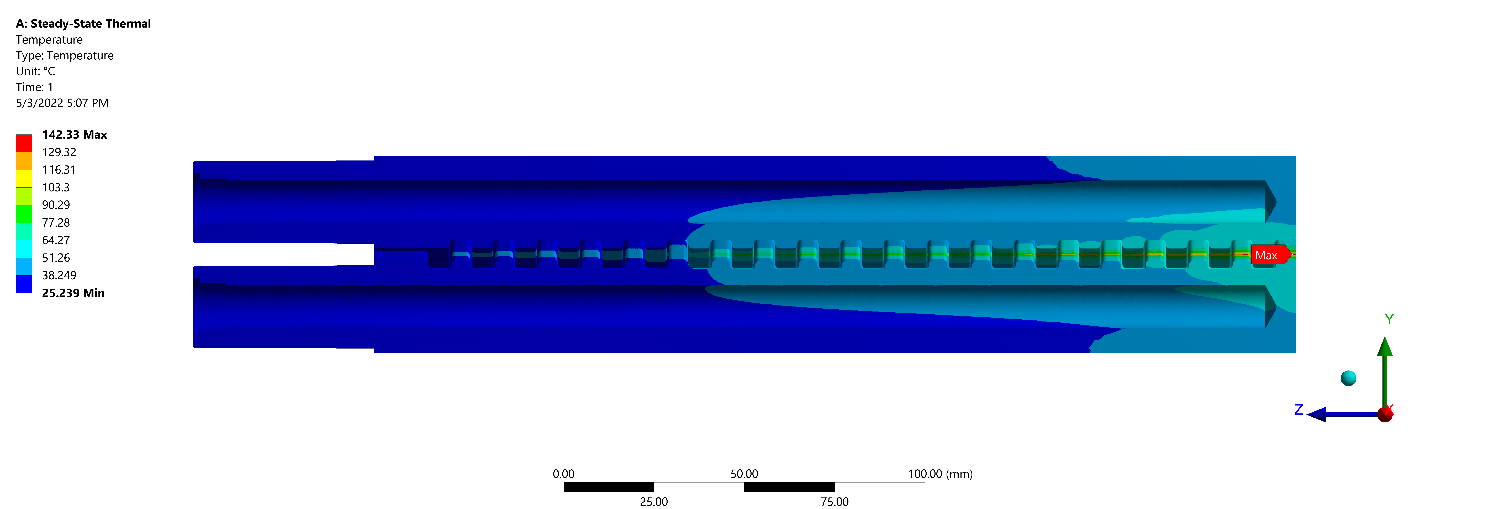 A: Steady-State Thermal
Temperature
Type: Temperature
Unit: °C
Time: 1
5/3/2022 5:07 PM
142.33 Max
129.32
116.31
103.3
90.29
77.28
64.27
51.26
38.249
25.239 Min
Max
Y
Z
X
0.00 50.00 100.00 (mm)
25.00 75.00